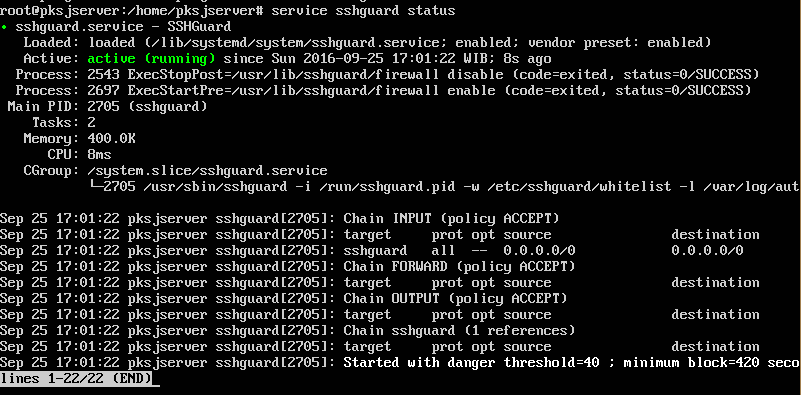 root@pksjserver:/home/pksjserver# service sshguard status
• sshguard.service - SSHGuard
Loaded: loaded (/lib/systemd/system/sshguard.service; enabled; vendor preset: enabled)
Active: active (running) since Sun 2016-09-25 17:01:22 WIB; 8s ago
Process: 2543 ExecStopPost=/usr/lib/sshguard/firewall disable (code=exited, status=0/SUCCESS)
Process: 2697 ExecStartPre=/usr/lib/sshguard/firewall enable (code=exited, status=0/SUCCESS)
Main PID: 2705 (sshguard)
Tasks: 2
Memory: 400.0K
CPU: 8ms
CGroup: /system.slice/sshguard.service
└─2705 /usr/sbin/sshguard -i /run/sshguard.pid -w /etc/sshguard/whitelist -l /var/log/aut
Sep 25 17:01:22 pksjserver sshguard[2705]: Chain INPUT (policy ACCEPT)
Sep 25 17:01:22 pksjserver sshguard[2705]: target prot opt source destination
Sep 25 17:01:22 pksjserver sshguard[2705]: sshguard all -- 0.0.0.0/0 0.0.0.0/0
Sep 25 17:01:22 pksjserver sshguard[2705]: Chain FORWARD (policy ACCEPT)
Sep 25 17:01:22 pksjserver sshguard[2705]: target prot opt source destination
Sep 25 17:01:22 pksjserver sshguard[2705]: Chain OUTPUT (policy ACCEPT)
Sep 25 17:01:22 pksjserver sshguard[2705]: target prot opt source destination
Sep 25 17:01:22 pksjserver sshguard[2705]: Chain sshguard (1 references)
Sep 25 17:01:22 pksjserver sshguard[2705]: target prot opt source destination
Sep 25 17:01:22 pksjserver sshguard[2705]: Started with danger threshold=40 ; minimum block=420 seco
lines 1-22/22 (END)